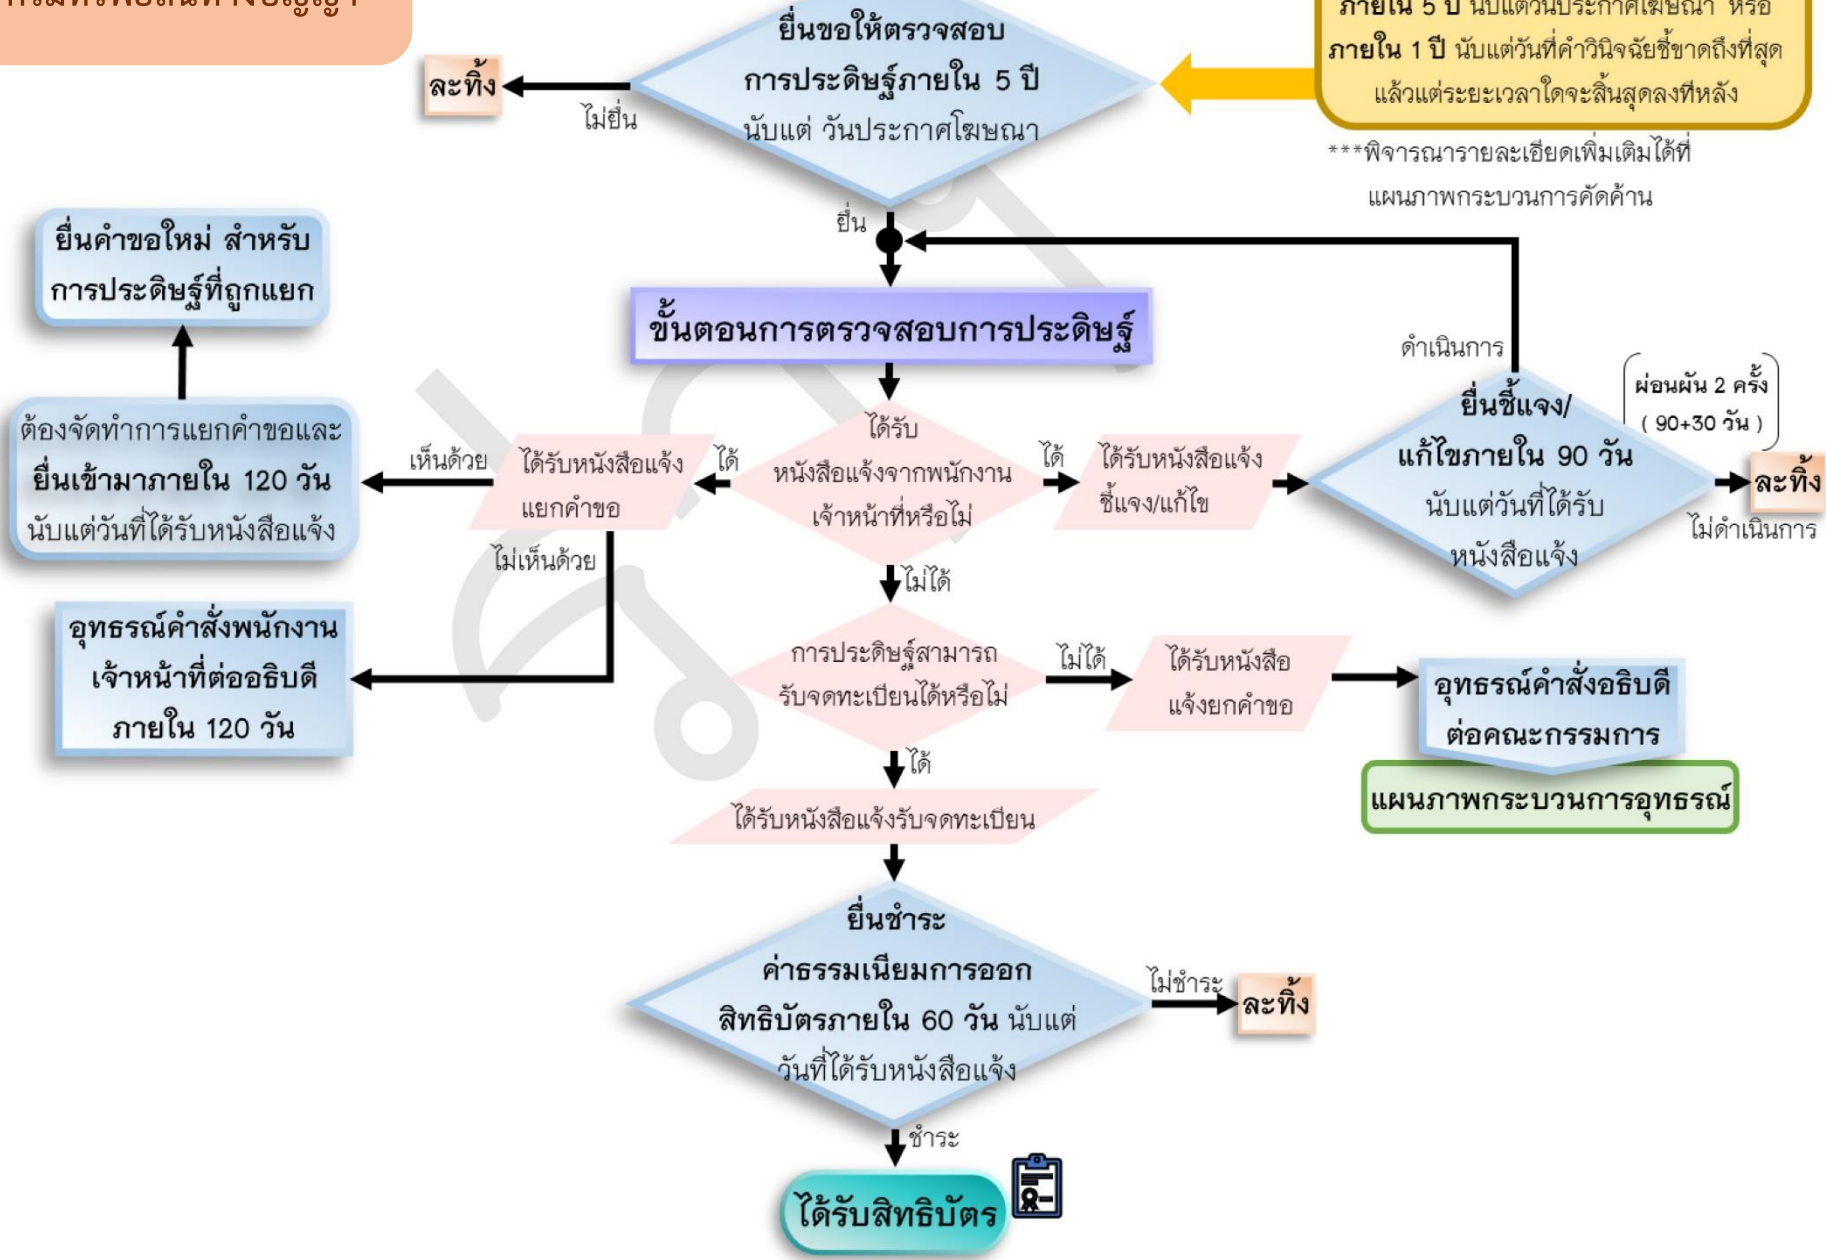 กรมทรัพย์สินทางปัญญา
ยื่นขอให้ตรวจสอบ
การประดิษฐ์ภายใน 5 ปี
นับแต่ วันประกาศโฆษณา
ไม่ยื่น
ละทิ้ง
ภายใน 5 ปี นับแต่วันประกาศโฆษณา หรือ
ภายใน 1 ปี นับแต่วันที่คำวินิจฉัยชี้ขาดถึงที่สุด
แล้วแต่ระยะเวลาใดจะสิ้นสุดลงทีหลัง
***พิจารณารายละเอียดเพิ่มเติมได้ที่
แผนภาพกระบวนการคัดค้าน
ยื่น
ยื่นคำขอใหม่ สำหรับ
การประดิษฐ์ที่ถูกแยก
ขั้นตอนการตรวจสอบการประดิษฐ์
ดำเนินการ
ผ่อนผัน 2 ครั้ง
( 90+30 วัน )
ต้องจัดทำการแยกคำขอและ
ยื่นเข้ามาภายใน 120 วัน
นับแต่วันที่ได้รับหนังสือแจ้ง
เห็นด้วย
ได้รับหนังสือแจ้ง
แยกคำขอ
ได้
ได้รับ
หนังสือแจ้งจากพนักงาน
เจ้าหน้าที่หรือไม่
ได้
ได้รับหนังสือแจ้ง
ชี้แจง/แก้ไข
ยื่นชี้แจง/
แก้ไขภายใน 90 วัน
นับแต่วันที่ได้รับ
หนังสือแจ้ง
ละทิ้ง
ไม่ดำเนินการ
ไม่เห็นด้วย
ไม่ได้
อุทธรณ์คำสั่งพนักงาน
เจ้าหน้าที่ต่ออธิบดี
ภายใน 120 วัน
การประดิษฐ์สามารถ
รับจดทะเบียนได้หรือไม่
ไม่ได้
ได้รับหนังสือ
แจ้งยกคำขอ
อุทธรณ์คำสั่งอธิบดี
ต่อคณะกรรมการ
แผนภาพกระบวนการอุทธรณ์
ได้
ได้รับหนังสือแจ้งรับจดทะเบียน
ยื่นชำระ
ค่าธรรมเนียมการออก
สิทธิบัตรภายใน 60 วัน นับแต่
วันที่ได้รับหนังสือแจ้ง
ไม่ชำระ
ละทิ้ง
ชำระ
ได้รับสิทธิบัตร